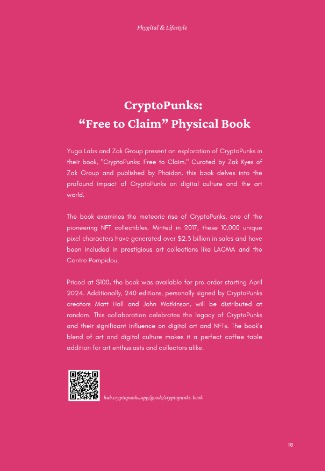 Phygital & Lifestyle
CryptoPunks:
“Free to Claim” Physical Book
Yuga Labs and Zak Group present an exploration of CryptoPunks in
their book, "CryptoPunks: Free to Claim." Curated by Zak Kyes of
Zak Group and published by Phaidon, this book delves into the
profound impact of CryptoPunks on digital culture and the art
world.
The book examines the meteoric rise of CryptoPunks, one of the
pioneering NFT collectibles. Minted in 2017, these 10,000 unique
pixel characters have generated over $2.5 billion in sales and have
been included in prestigious art collections like LACMA and the
Centre Pompidou.
Priced at $100, the book was available for pre-order starting April
2024. Additionally, 240 editions, personally signed by CryptoPunks
creators Matt Hall and John Watkinson, will be distributed at
random. This collaboration celebrates the legacy of CryptoPunks
and their significant influence on digital art and NFTs. The book's
blend of art and digital culture makes it a perfect coffee table
addition for art enthusiasts and collectors alike.